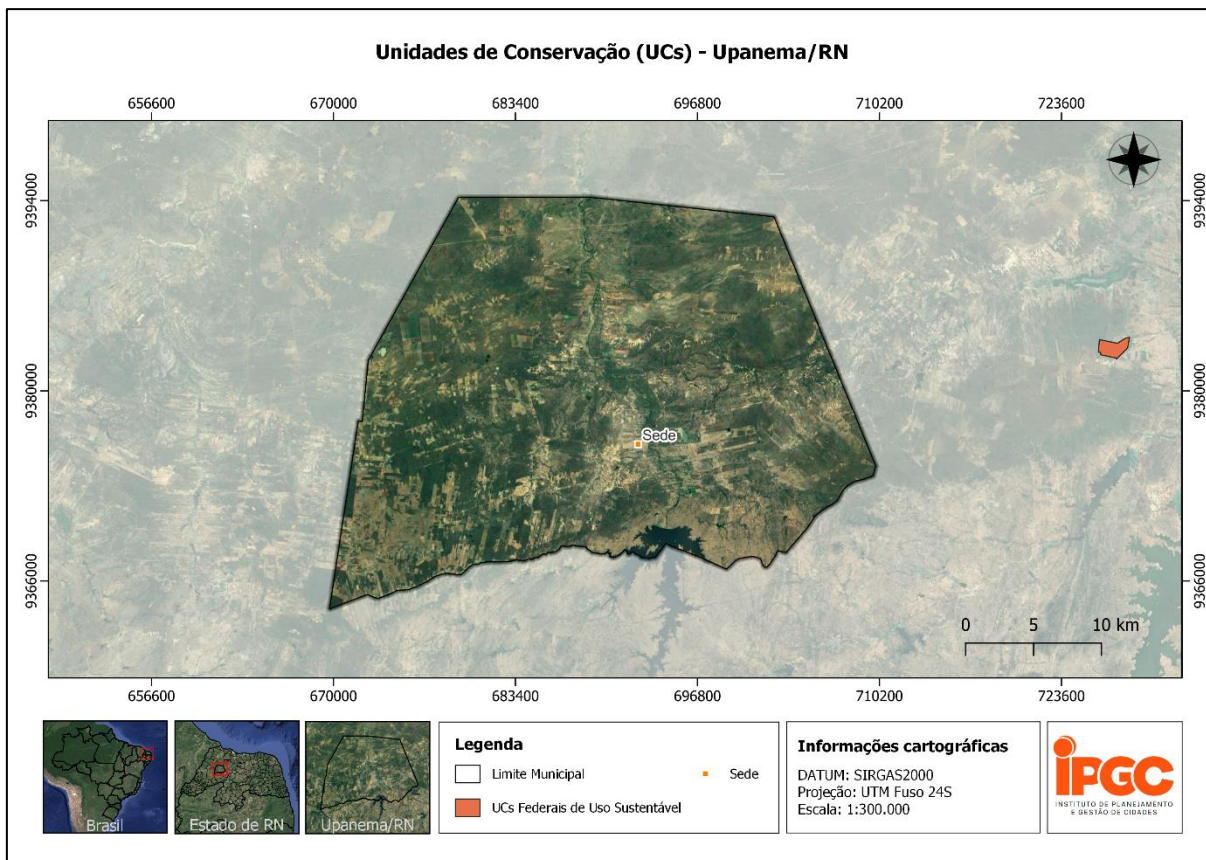 Unidades de Conservação (UCs) - Upanema/RN
656600 670000 683400 696800 710200 723600
9394000 9394000
9380000 9380000
Sede
9366000 9366000
0 5 10 km
656600 670000 683400 696800 710200 723600
Brasil
Estado de RN
Upanema/RN
Legenda
Limite Municipal
Sede
UCs Federais de Uso Sustentável
Informações cartográficas
DATUM: SIRGAS2000
Projeção: UTM Fuso 24S
Escala: 1:300.000
iPGC
INSTITUTO DE PLANEJAMENTO
E GESTÃO DE CIDADES